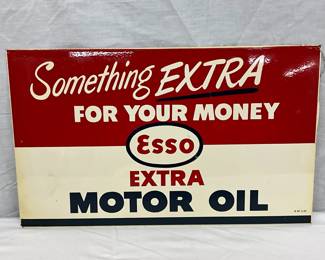 Something EXTRA
FOR YOUR MONEY
Esso
EXTRA
MOTOR OIL